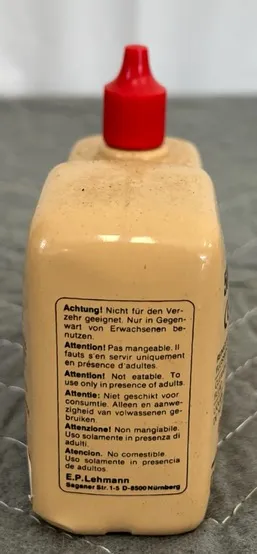 Achtung! Nicht für den Ver-
zehr geeignet. Nur in Gegen-
wart von Erwachsenen be-
nutzen.
Attention! Pas mangeable. Il
fauts s'en servir uniquement
en présence d'adultes.
Attention! Not eatable. To
use only in presence of adults.
Attentie: Niet geschikt voor
consumtie. Alleen en aanwe-
zigheid van volwassenen ge-
bruiken.
Attenzione! Non mangiabile.
Uso solamente in presenza di
adulti.
Atencion. No comestible.
Uso solamente in presencia
de adultos.
E.P.Lehmann
Saganer Str. 1-5 D-8500 Nürnberg